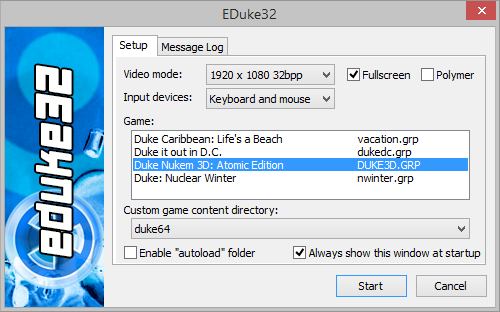 EDuke32
Setup Message Log
Video mode: 1920 x 1080 32bpp Fullscreen Polymer
Input devices: Keyboard and mouse
Game:
Duke Caribbean: Life's a Beach vacation.grp
Duke it out in D.C. dukedc.grp
Duke Nukem 3D: Atomic Edition DUKE3D.GRP
Duke: Nuclear Winter nwinter.grp
Custom game content directory:
duke64
Enable "autoload" folder Always show this window at startup
Start Cancel
eduke32